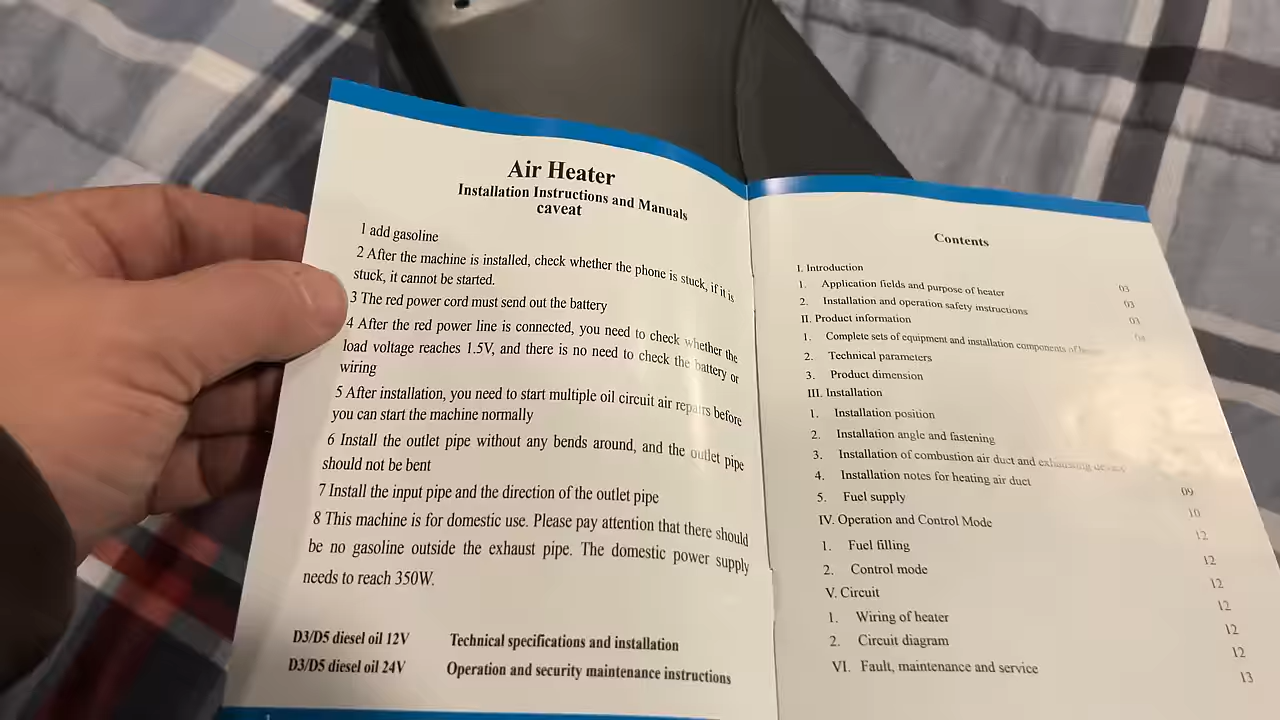 Air Heater
Installation Instructions and Manuals
caveat
1 add gasoline
2 After the machine is installed, check whether the phone is stuck, if it is
stuck, it cannot be started.
3 The red power cord must send out the battery
4 After the red power line is connected, you need to check whether the
load voltage reaches 1.5V, and there is no need to check the battery or
wiring
5 After installation, you need to start multiple oil circuit air repairs before
you can start the machine normally
6 Install the outlet pipe without any bends around, and the outlet pipe
should not be bent
7 Install the input pipe and the direction of the outlet pipe
8 This machine is for domestic use. Please pay attention that there should
be no gasoline outside the exhaust pipe. The domestic power supply
needs to reach 350W.
D3/D5 diesel oil 12V Technical specifications and installation
D3/D5 diesel oil 24V Operation and security maintenance instructions
Contents
I. Introduction
1. Application fields and purpose of heater 03
2. Installation and operation safety instructions 03
II. Product information 03
1. Complete sets of equipment and installation components of 04
2. Technical parameters
3. Product dimension
III. Installation
1. Installation position
2. Installation angle and fastening
3. Installation of combustion air duct and exhausting
4. Installation notes for heating air duct
5. Fuel supply 09
IV. Operation and Control Mode 10
1. Fuel filling 12
2. Control mode 12
V. Circuit 12
1. Wiring of heater 12
2. Circuit diagram 12
VI. Fault, maintenance and service 12
13